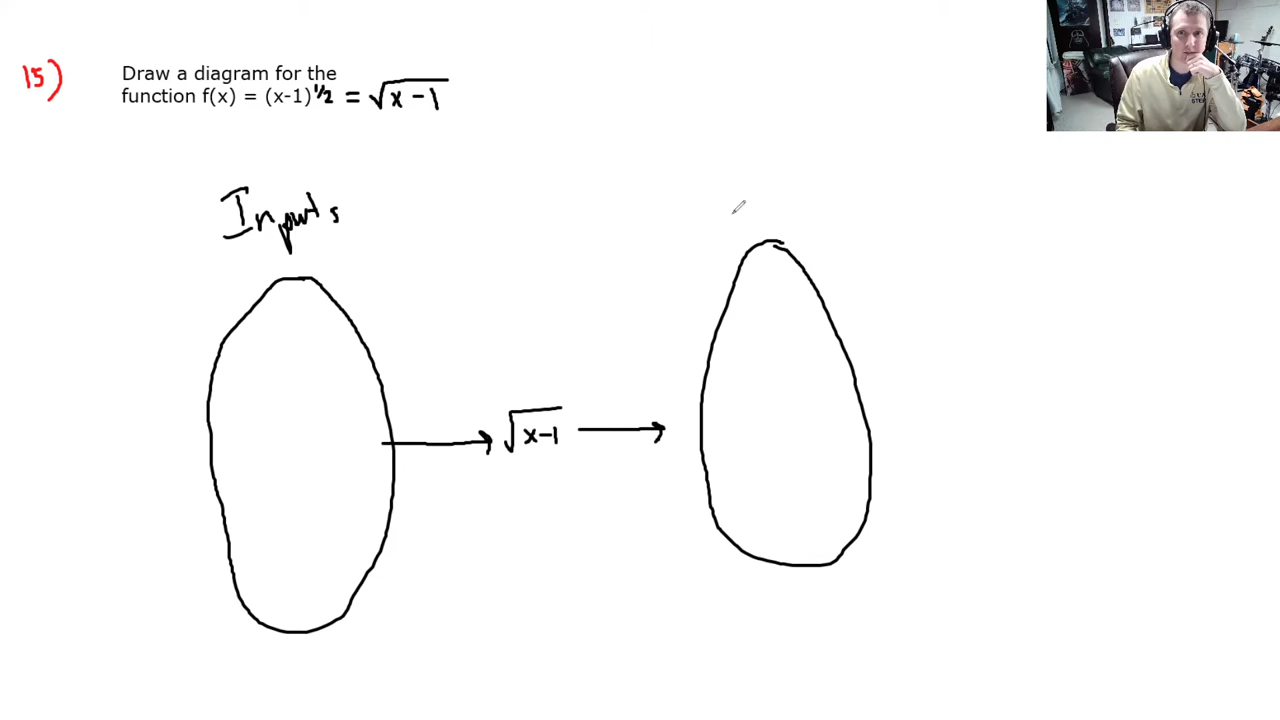 15)
Draw a diagram for the
function f(x) = (x-1)^1/2 = √x-1
Inputs
√x-1